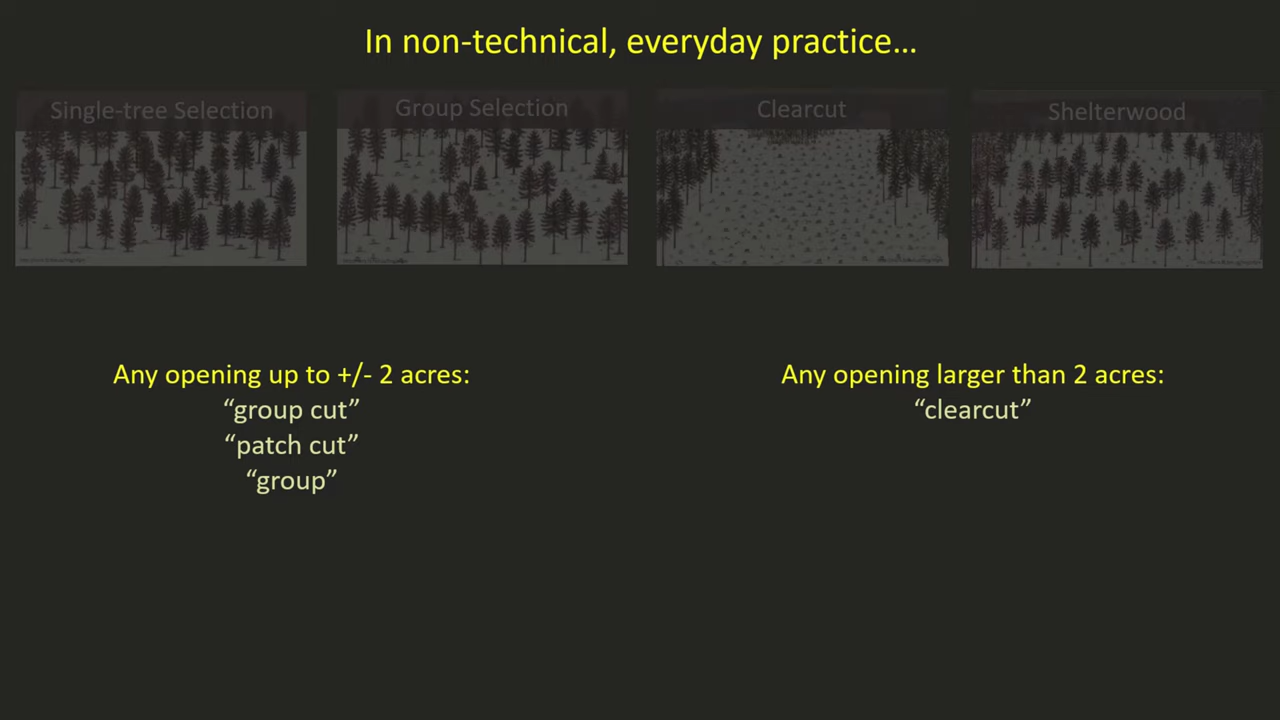 In non-technical, everyday practice…
Single-tree Selection
Group Selection
Clearcut
Shelterwood
Any opening up to +/- 2 acres:
“group cut”
“patch cut”
“group”
Any opening larger than 2 acres:
“clearcut”